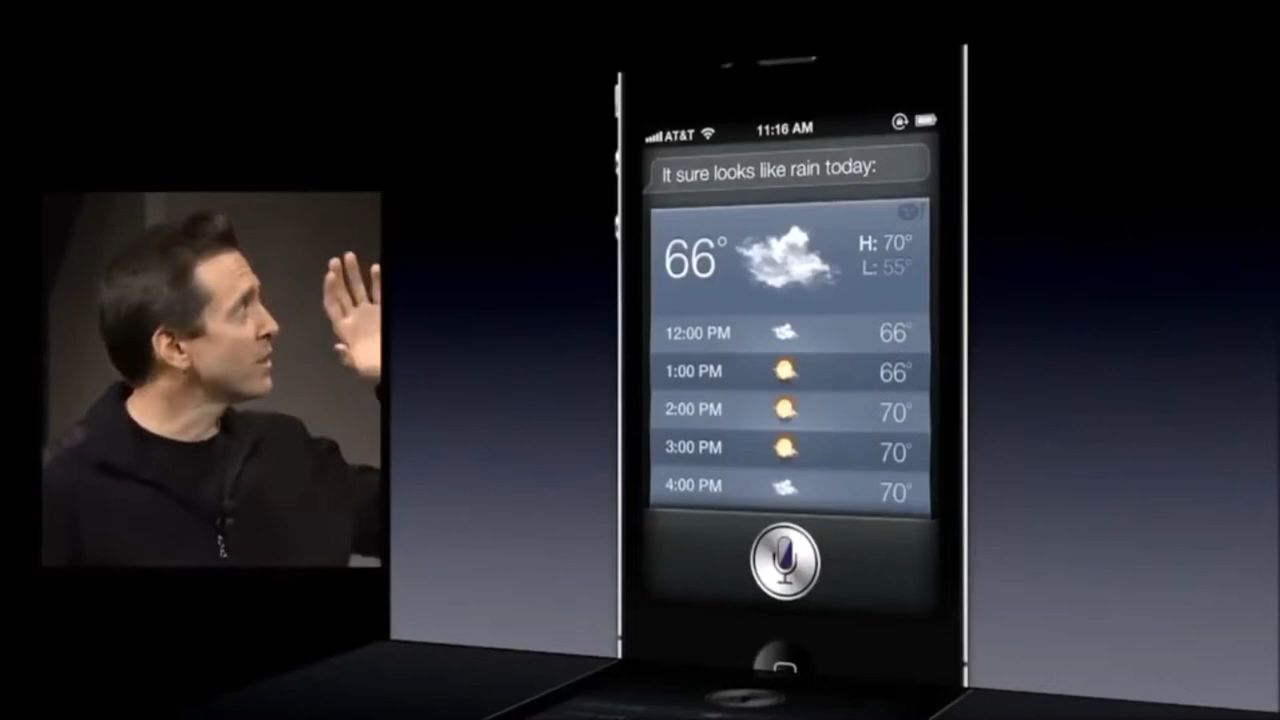 AT&T 11:16 AM
It sure looks like rain today:
66° H: 70°
L: 55°
12:00 PM 66°
1:00 PM 66°
2:00 PM 70°
3:00 PM 70°
4:00 PM 70°